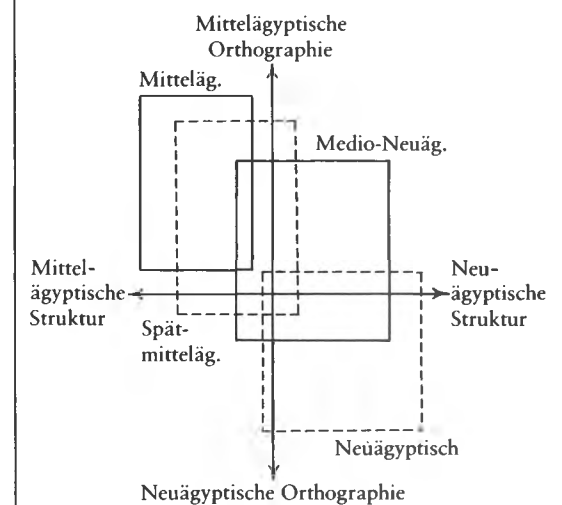 Mittelägyptische
Orthographie
Mitteläg.
Medio-Neuäg.
Mittel-
ägyptische
Struktur
Neu-
ägyptische
Struktur
Spät-
mitteläg.
Neuägyptisch
Neuägyptische Orthographie